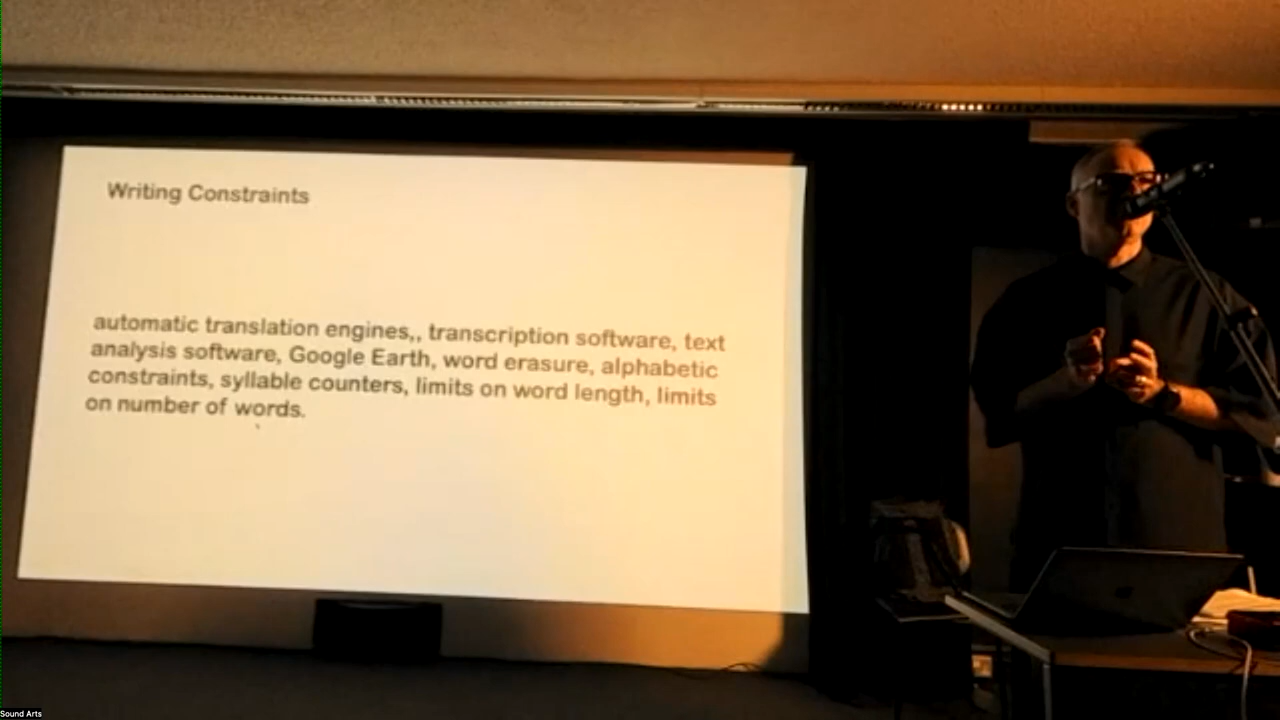 Writing Constraints
automatic translation engines,, transcription software, text
analysis software, Google Earth, word erasure, alphabetic
constraints, syllable counters, limits on word length, limits
on number of words.
Sound Arts